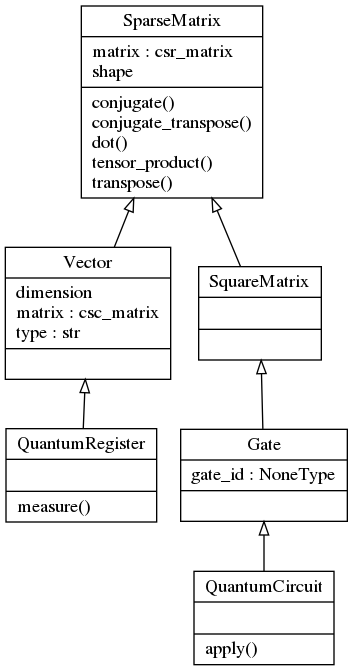 SparseMatrix
matrix : csr_matrix
shape
conjugate()
conjugate_transpose()
dot()
tensor_product()
transpose()
Vector
dimension
matrix : csc_matrix
type : str
SquareMatrix
QuantumRegister
measure()
Gate
gate_id : NoneType
QuantumCircuit
apply()